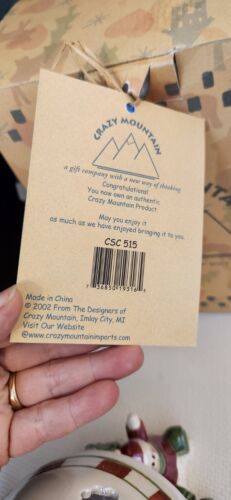 CRAZY MOUNTAIN
a gift company with a new way of thinking
Congratulations!
You now own an authentic
Crazy Mountain Product
May you enjoy it
as much as we have enjoyed bringing it to you.
CSC 515
Made in China
© 2002 From The Designers of
Crazy Mountain, Imlay City, MI
Visit Our Website
@www.crazymountainimports.com